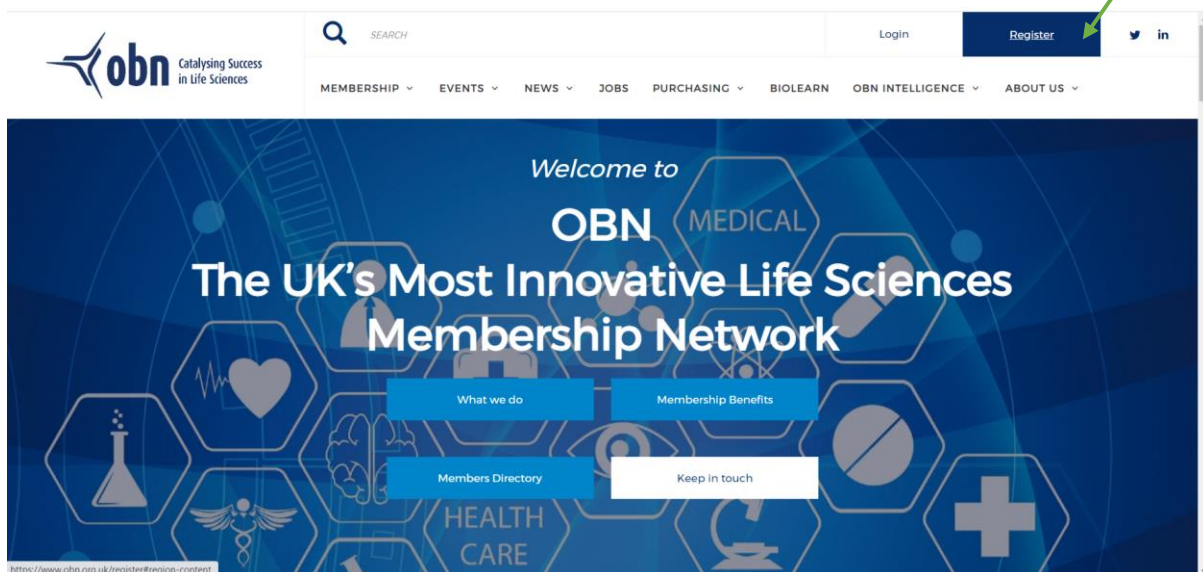 obn
Catalysing Success
in Life Sciences
SEARCH
Login
Register
in
MEMBERSHIP
EVENTS
NEWS
JOBS
PURCHASING
BIOLEARN
OBN INTELLIGENCE
ABOUT US
Welcome to
OBN
MEDICAL
The UK's Most Innovative Life Sciences
Membership Network
What we do
Membership Benefits
Members Directory
Keep in touch
HEALTH
CARE
https://www.obn.org.uk/register#region-content